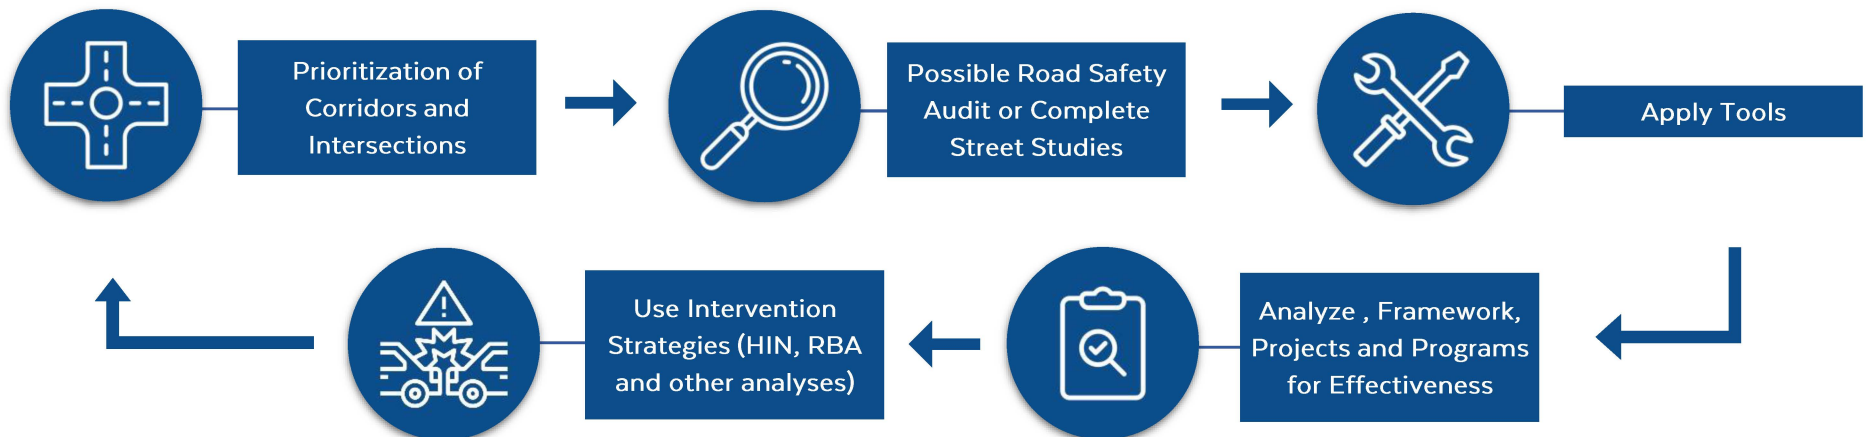 Prioritization of
Corridors and
Intersections
Possible Road Safety
Audit or Complete
Street Studies
Apply Tools
Analyze , Framework,
Projects and Programs
for Effectiveness
Use Intervention
Strategies (HIN, RBA
and other analyses)